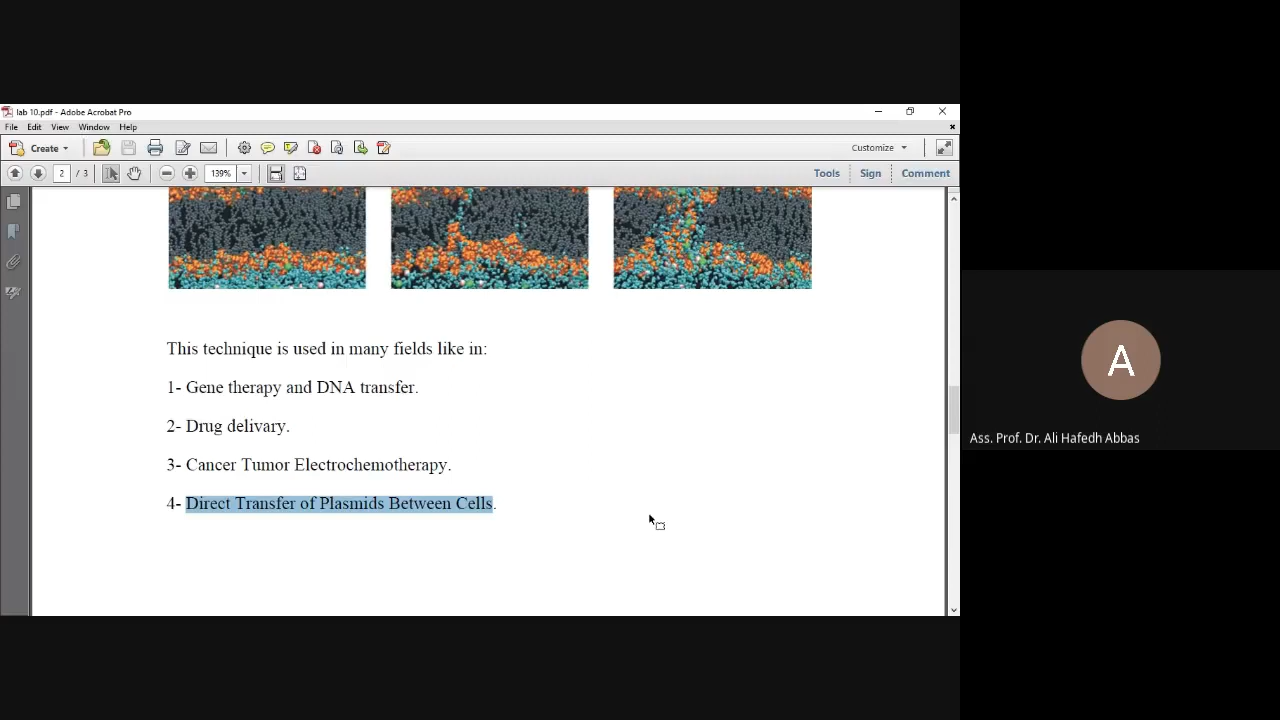 lab 10.pdf - Adobe Acrobat Pro
File Edit View Window Help
Create Customize
2 / 3 139% Tools Sign Comment
This technique is used in many fields like in:
1- Gene therapy and DNA transfer.
2- Drug delivary.
3- Cancer Tumor Electrochemotherapy.
4- Direct Transfer of Plasmids Between Cells.
A
Ass. Prof. Dr. Ali Hafedh Abbas